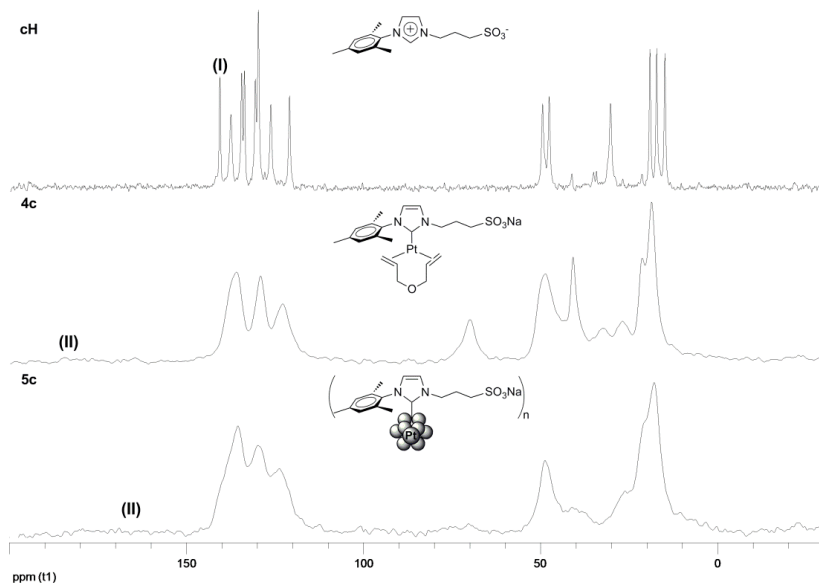 cH
(I)
N
N
SO₃⁻
+
4c
N
N
SO₃Na
Pt
O
(II)
5c
N
N
SO₃Na
n
Pt
(II)
150
100
50
0
ppm (t1)